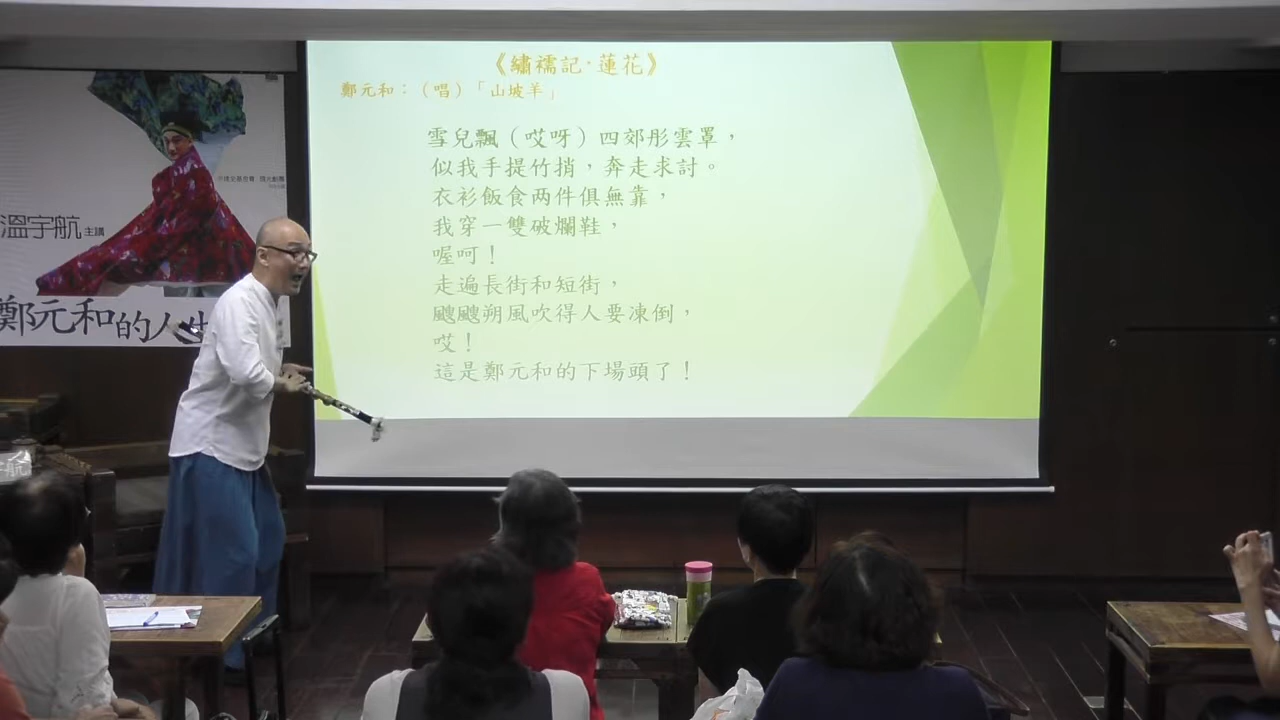 《繡襦記·蓮花》
鄭元和：（唱）「山坡羊」
雪兒飄（哎呀）四郊彤雲罩，
似我手提竹捎，奔走求討。
衣衫飯食两件俱無靠，
我穿一雙破爛鞋，
喔呵！
走遍長街和短街，
颼颼朔風吹得人要凍倒，
哎！
這是鄭元和的下場頭了！
溫宇航 主講
鄭元和的人生